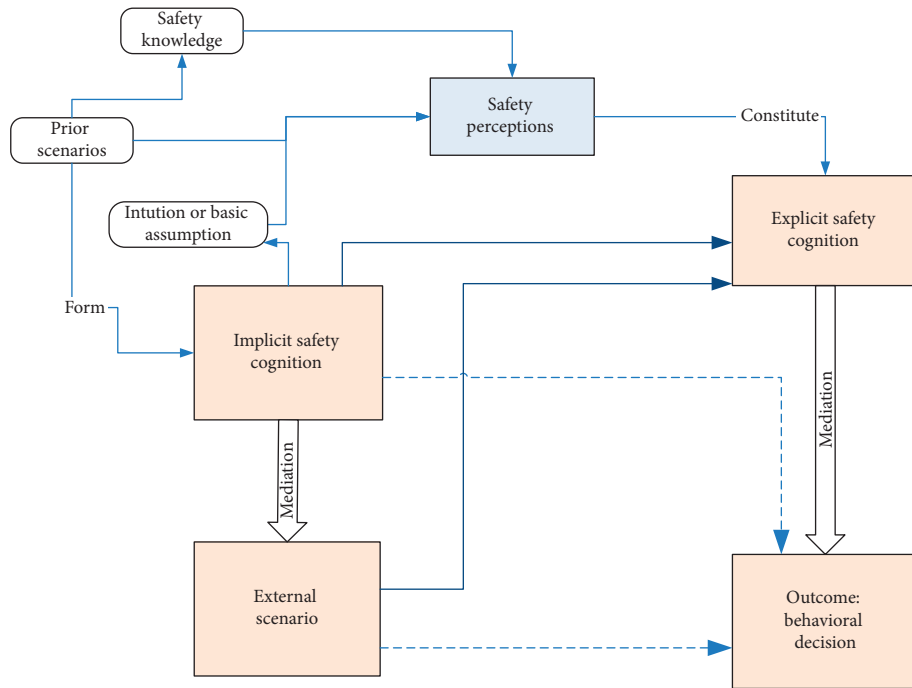 Safety
knowledge
Prior
scenarios
Safety
perceptions
Constitute
Intution or basic
assumption
Explicit safety
cognition
Form
Implicit safety
cognition
Mediation
Mediation
External
scenario
Outcome:
behavioral
decision